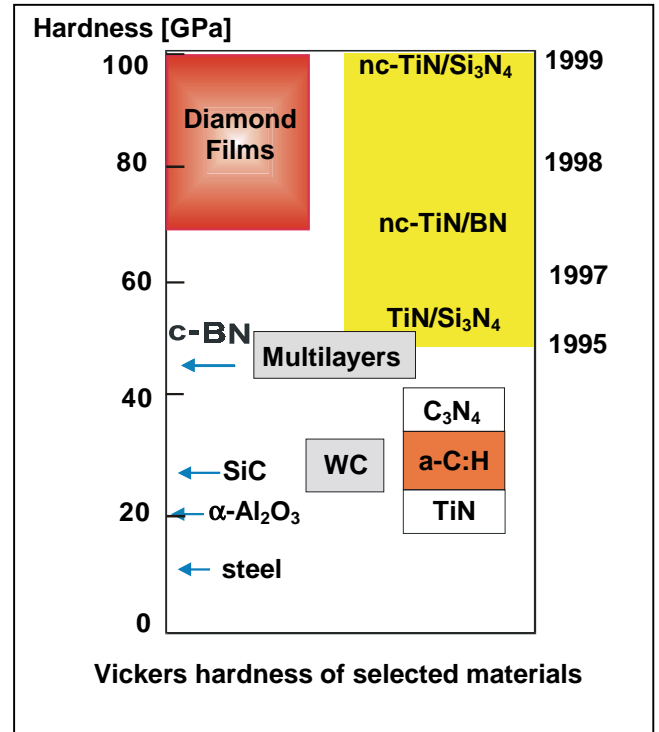 Hardness [GPa]
100
nc-TiN/Si₃N₄
1999
Diamond
Films
80
1998
nc-TiN/BN
60
1997
TiN/Si₃N₄
c-BN
1995
Multilayers
40
C₃N₄
SiC
WC
a-C:H
20
α-Al₂O₃
TiN
steel
0
Vickers hardness of selected materials